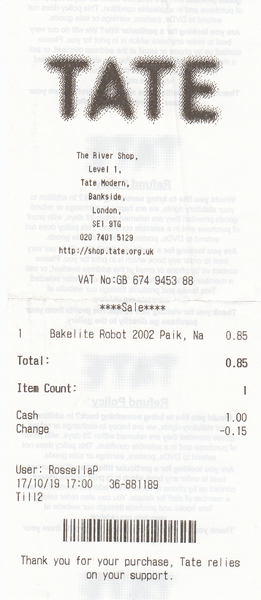 TATE
The River Shop,
Level 1,
Tate Modern,
Bankside,
London,
SE1 9TG
020 7401 5129
http://shop.tate.org.uk
VAT No:GB 674 9453 88
****Sale****
1 Bakelite Robot 2002 Paik, Na 0.85
Total: 0.85
Item Count: 1
Cash 1.00
Change -0.15
User: RossellaP
17/10/19 17:00 36-881189
Till2
Thank you for your purchase, Tate relies
on your support.